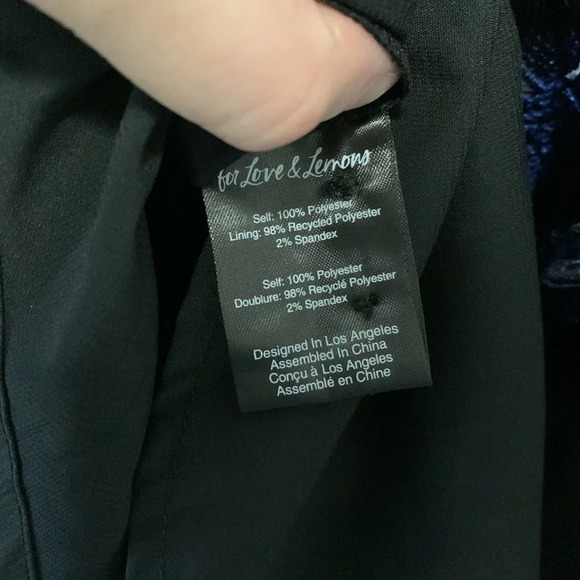 for Love & Lemons
Self: 100% Polyester
Lining: 98% Recycled Polyester
2% Spandex
Self: 100% Polyester
Doublure: 98% Recyclé Polyester
2% Spandex
Designed In Los Angeles
Assembled In China
Conçu à Los Angeles
Assemblé en Chine